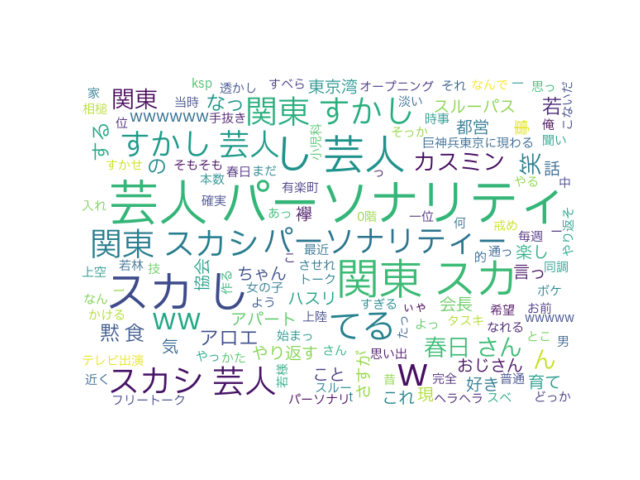 ksp 透かし 当時 すべら 東京湾 オープニング それ なんで 一 思っ こないだ
家 相槌 関東 なっ 関東 すかし 淡い スルーパス 若 俺
wwwwww 手抜き 時事 都営 事 聞い
する 位 すかし 芸人 の 小児科 し 芸人 そっか 巨神兵東京に現わる 笑 話
すかせ そもそも 春日 まだ っ カスミン やる 中
入れ 本数 確実 有楽町 あっ 襷 0階 一位 何 戒め やり返そ
芸人 パーソナリティ
関東 スカシ パーソナリティー 通っ 毎週 一 楽し 言っ
上空 若林 技 協会 最近 こ 的 同調
スカ し ちゃん させれ トーク 関東 スカ
なん 作る 女の子 よう ハスリ すぎる いゃ 会長 希望 お前 ボケ
かける ww アパート 上陸 てる たっ よっ タスキ なれる wwwww
黙 食 気 アロエ 始まっ 春日 さん とこ 男 ん
テレビ出演 やっかた やり返す さん 思い出 おじさん
近く スカシ 芸人 若様 スルー こと さすが w 完全 好き 普通 育て
フリートーク パーソナリ t これ 昔 現 ヘラヘラ スベ どっか